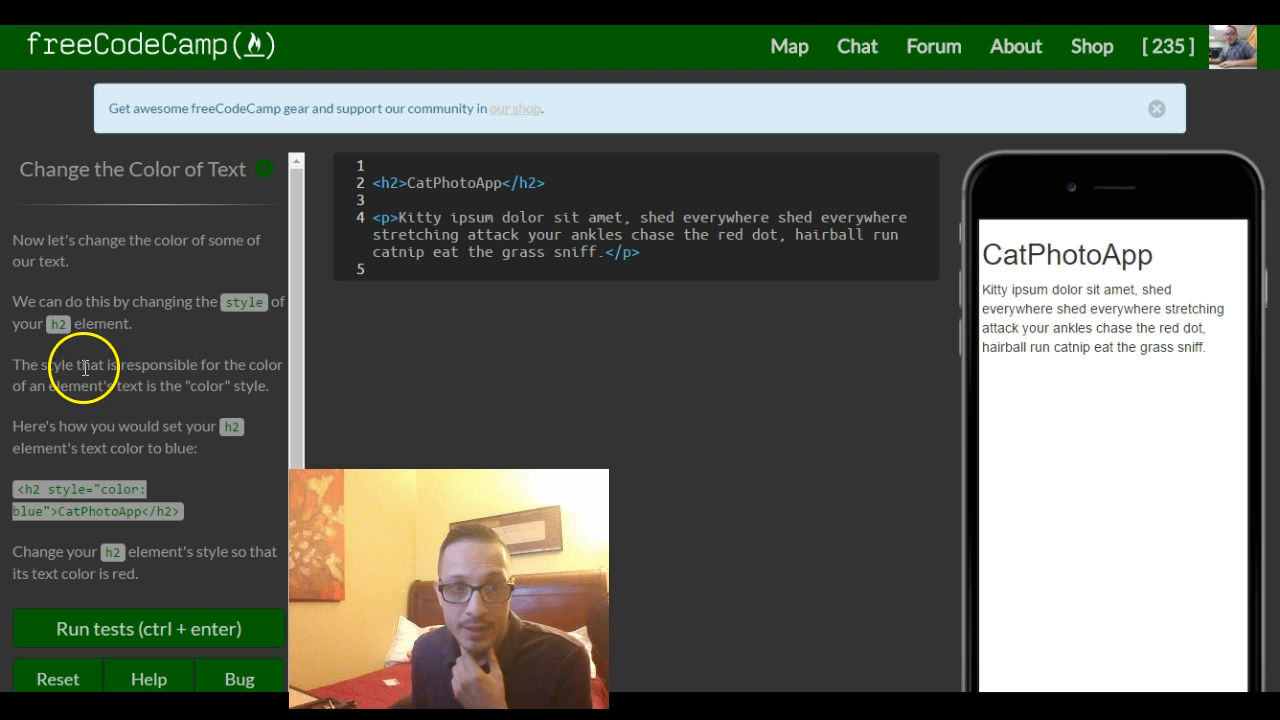 freeCodeCamp(🔥)
Map Chat Forum About Shop [ 235 ]
Get awesome freeCodeCamp gear and support our community in our shop.
Change the Color of Text
Now let's change the color of some of
our text.
We can do this by changing the style of
your h2 element.
The style that is responsible for the color
of an element's text is the "color" style.
Here's how you would set your h2
element's text color to blue:
<h2 style="color:
blue">CatPhotoApp</h2>
Change your h2 element's style so that
its text color is red.
Run tests (ctrl + enter)
Reset Help Bug
1
2 <h2>CatPhotoApp</h2>
3
4 <p>Kitty ipsum dolor sit amet, shed everywhere shed everywhere
stretching attack your ankles chase the red dot, hairball run
catnip eat the grass sniff.</p>
5
CatPhotoApp
Kitty ipsum dolor sit amet, shed
everywhere shed everywhere stretching
attack your ankles chase the red dot,
hairball run catnip eat the grass sniff.